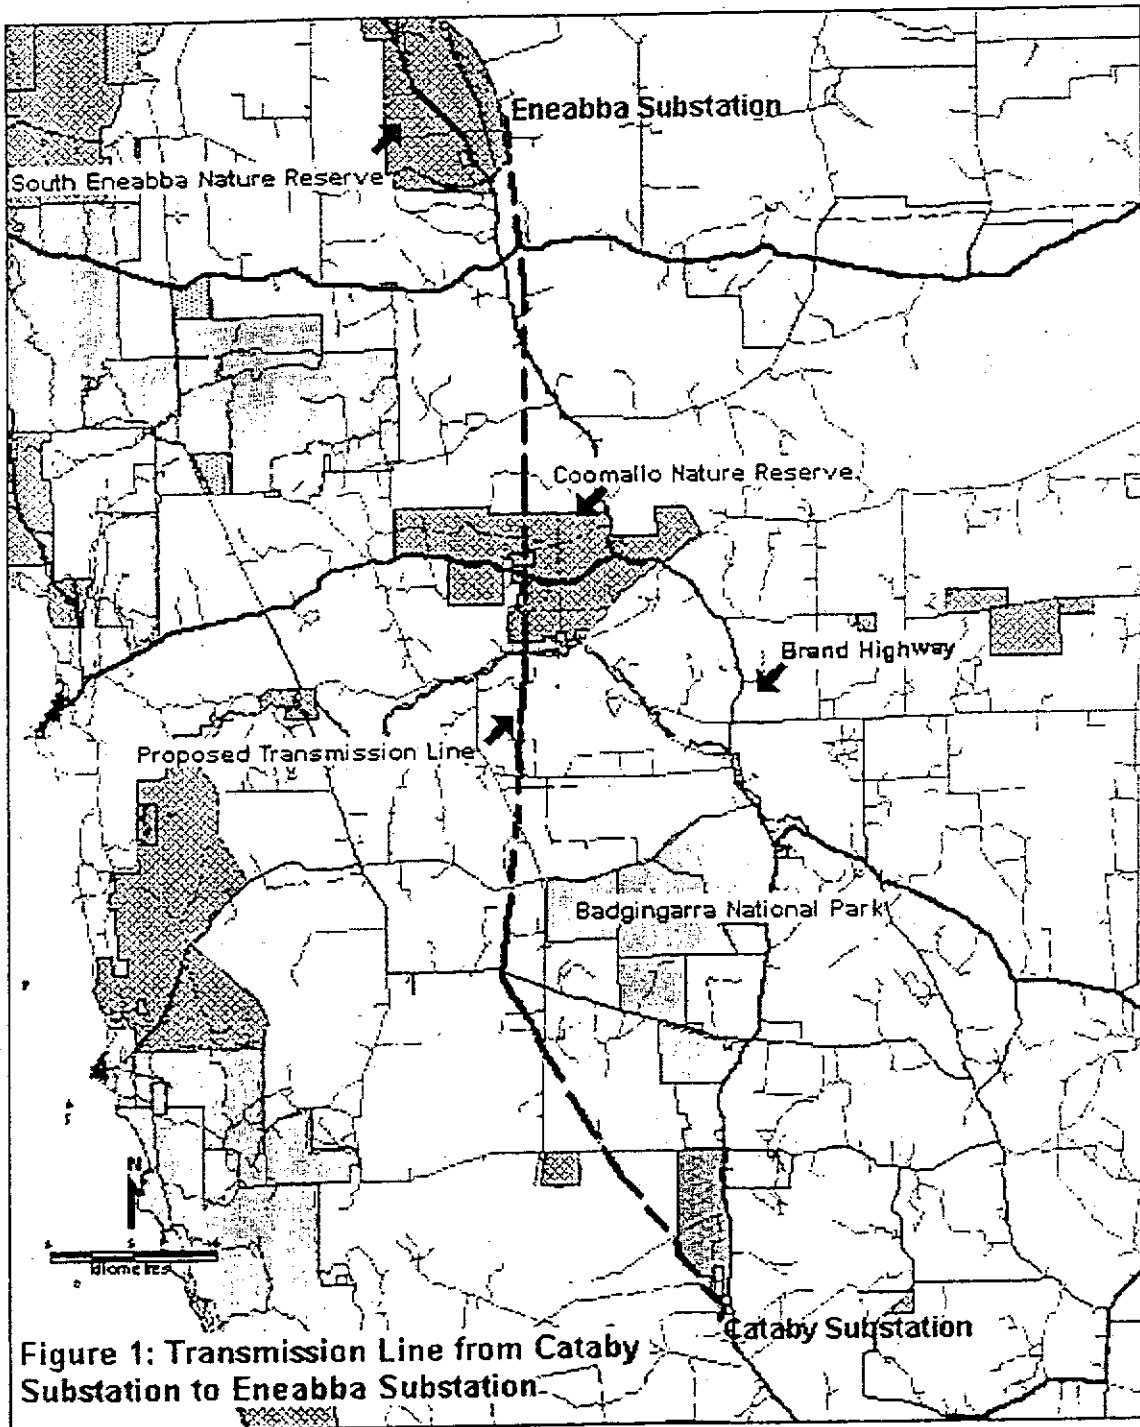 Eneabba Substation
South Eneabba Nature Reserve
Coomallo Nature Reserve
Brand Highway
Proposed Transmission Line
Badgingarra National Park
N
kilometres
Cataby Substation
Figure 1: Transmission Line from Cataby
Substation to Eneabba Substation